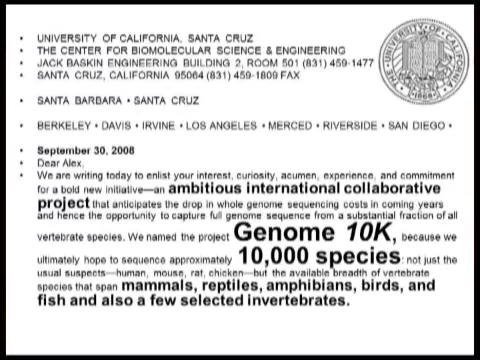 • UNIVERSITY OF CALIFORNIA, SANTA CRUZ
• THE CENTER FOR BIOMOLECULAR SCIENCE & ENGINEERING
• JACK BASKIN ENGINEERING BUILDING 2, ROOM 501 (831) 459-1477
• SANTA CRUZ, CALIFORNIA 95064 (831) 459-1809 FAX
• SANTA BARBARA • SANTA CRUZ
• BERKELEY • DAVIS • IRVINE • LOS ANGELES • MERCED • RIVERSIDE • SAN DIEGO •
• September 30, 2008
• Dear Alex,
• We are writing today to enlist your interest, curiosity, acumen, experience, and commitment
for a bold new initiative—an ambitious international collaborative
project that anticipates the drop in whole genome sequencing costs in coming years
and hence the opportunity to capture full genome sequence from a substantial fraction of all
vertebrate species. We named the project Genome 10K, because we
ultimately hope to sequence approximately 10,000 species: not just the
usual suspects—human, mouse, rat, chicken—but the available breadth of vertebrate
species that span mammals, reptiles, amphibians, birds, and
fish and also a few selected invertebrates.
THE UNIVERSITY OF CALIFORNIA
1868